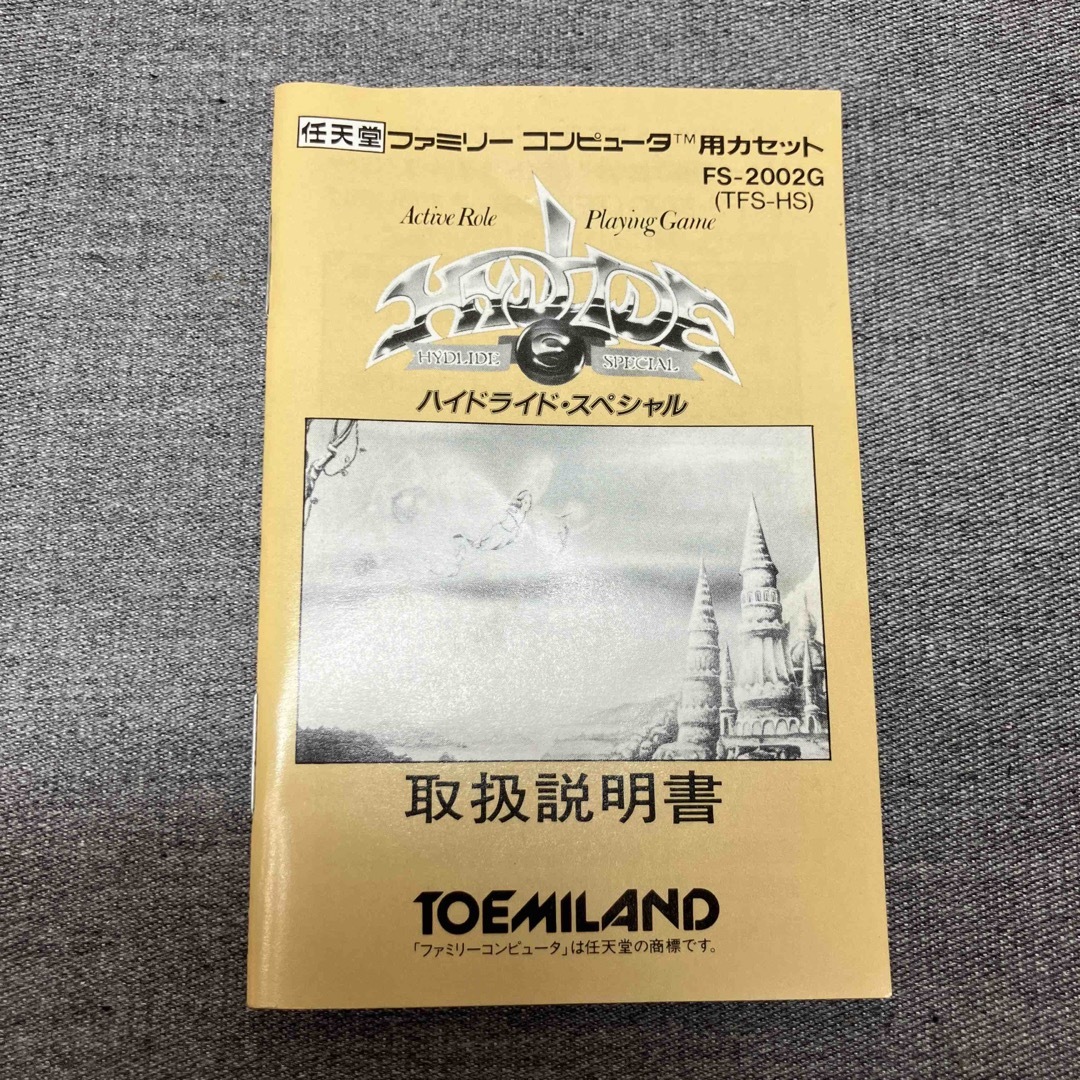 任天堂 ファミリー コンピュータ™用カセット
FS-2002G
(TFS-HS)
Active Role Playing Game
HYDLIDE
HYDLIDE S SPECIAL
ハイドライド・スペシャル
取扱説明書
TOEMILAND
「ファミリーコンピュータ」は任天堂の商標です。